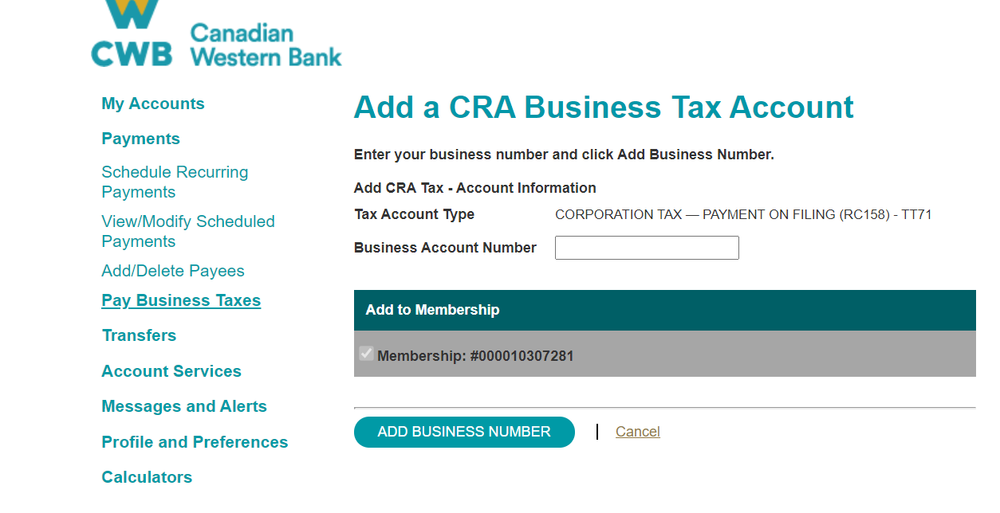 CWB
Canadian
Western Bank
My Accounts
Payments
Schedule Recurring
Payments
View/Modify Scheduled
Payments
Add/Delete Payees
Pay Business Taxes
Transfers
Account Services
Messages and Alerts
Profile and Preferences
Calculators
Add a CRA Business Tax Account
Enter your business number and click Add Business Number.
Add CRA Tax - Account Information
Tax Account Type CORPORATION TAX — PAYMENT ON FILING (RC158) - TT71
Business Account Number
Add to Membership
Membership: #000010307281
ADD BUSINESS NUMBER | Cancel